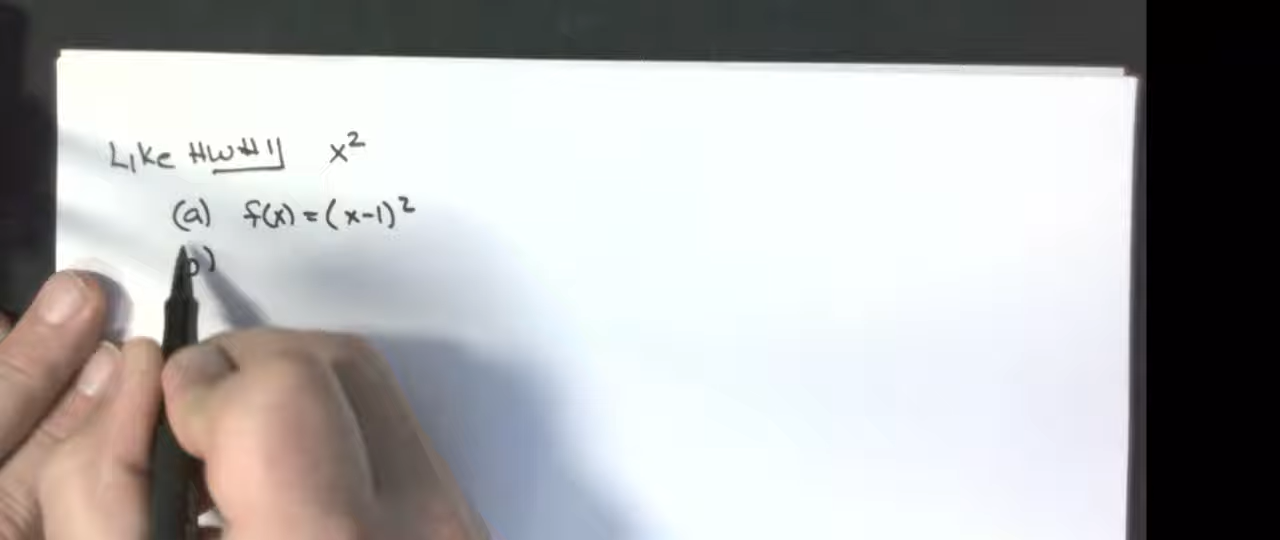 Like HW#11 x²
(a) f(x) = (x-1)²
b)